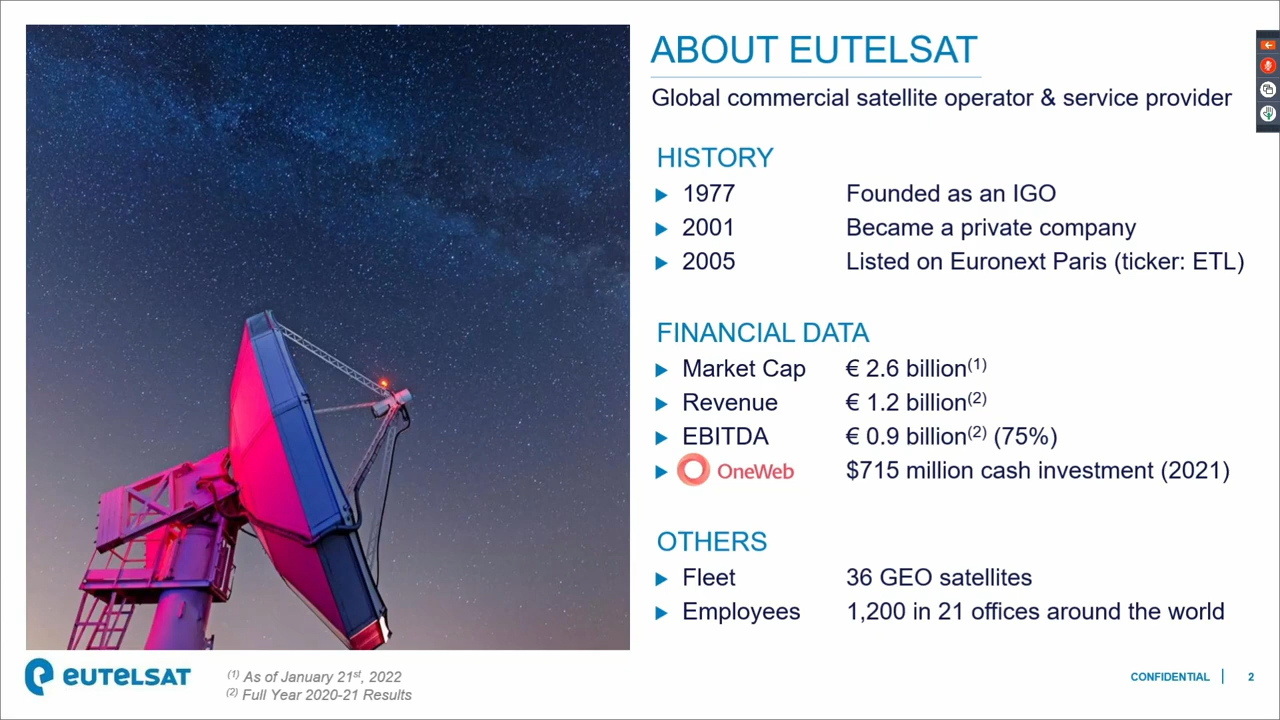 ABOUT EUTELSAT
Global commercial satellite operator & service provider
HISTORY
1977 Founded as an IGO
2001 Became a private company
2005 Listed on Euronext Paris (ticker: ETL)
FINANCIAL DATA
Market Cap € 2.6 billion(1)
Revenue € 1.2 billion(2)
EBITDA € 0.9 billion(2) (75%)
OneWeb $715 million cash investment (2021)
OTHERS
Fleet 36 GEO satellites
Employees 1,200 in 21 offices around the world
eutelsat
(1) As of January 21st, 2022
(2) Full Year 2020-21 Results
CONFIDENTIAL | 2